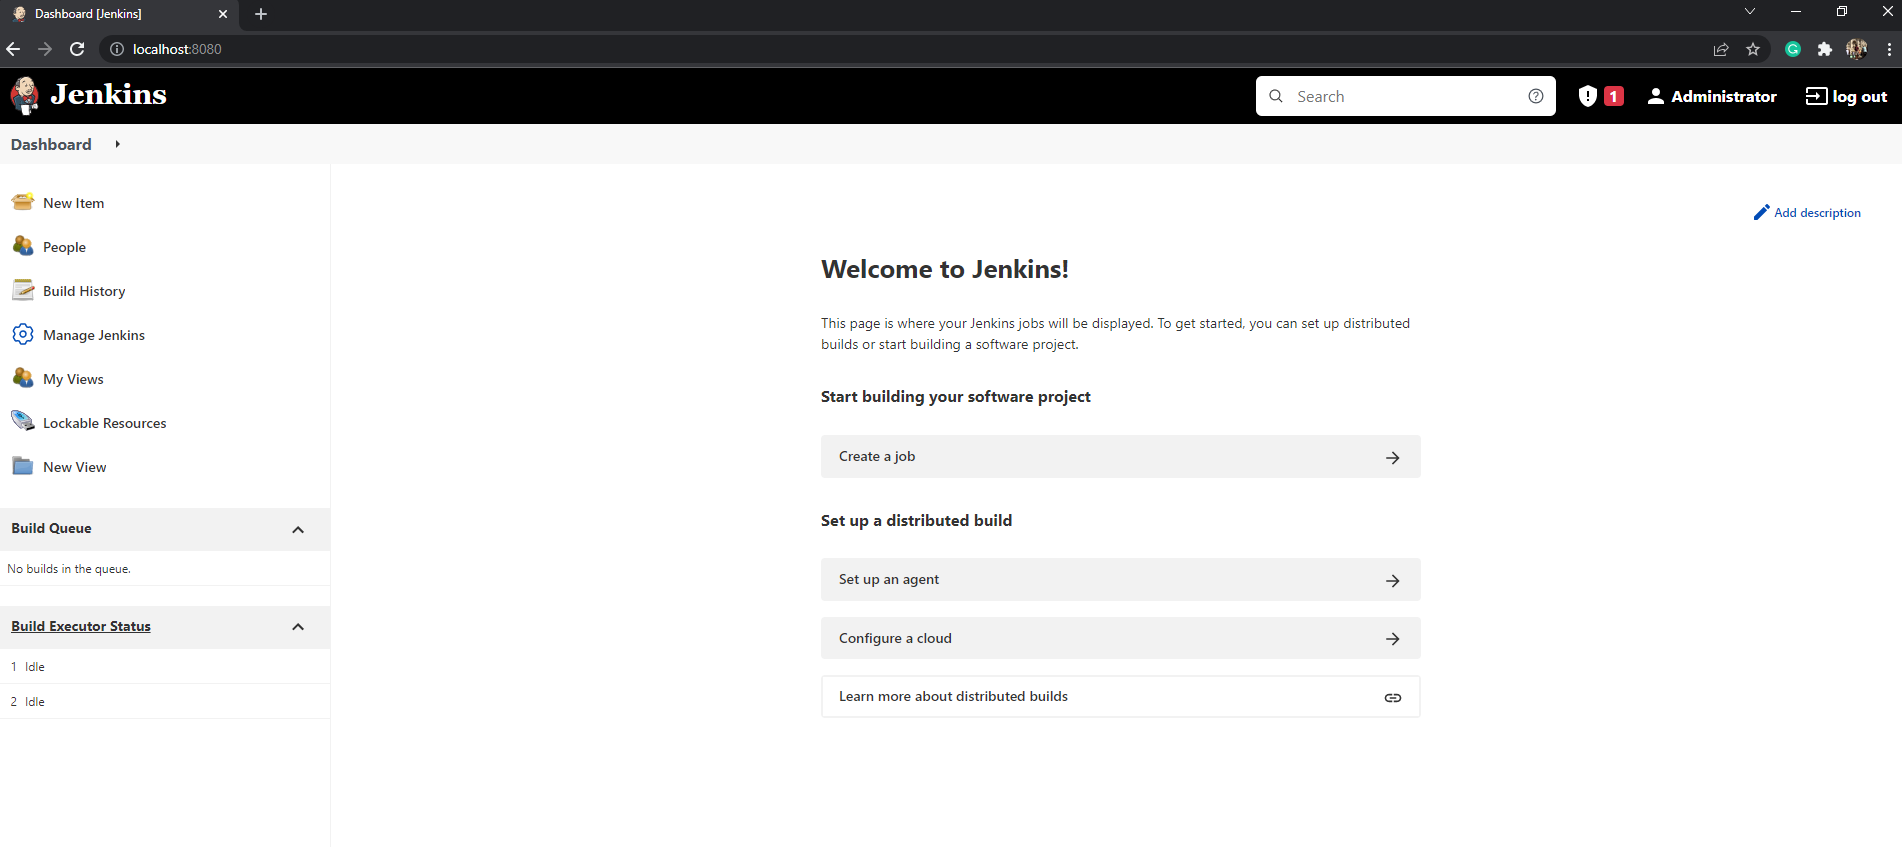 Dashboard [Jenkins]
localhost:8080
Jenkins
Search
1
Administrator
log out
Dashboard
New Item
People
Build History
Manage Jenkins
My Views
Lockable Resources
New View
Build Queue
No builds in the queue.
Build Executor Status
1 Idle
2 Idle
Add description
Welcome to Jenkins!
This page is where your Jenkins jobs will be displayed. To get started, you can set up distributed
builds or start building a software project.
Start building your software project
Create a job
Set up a distributed build
Set up an agent
Configure a cloud
Learn more about distributed builds